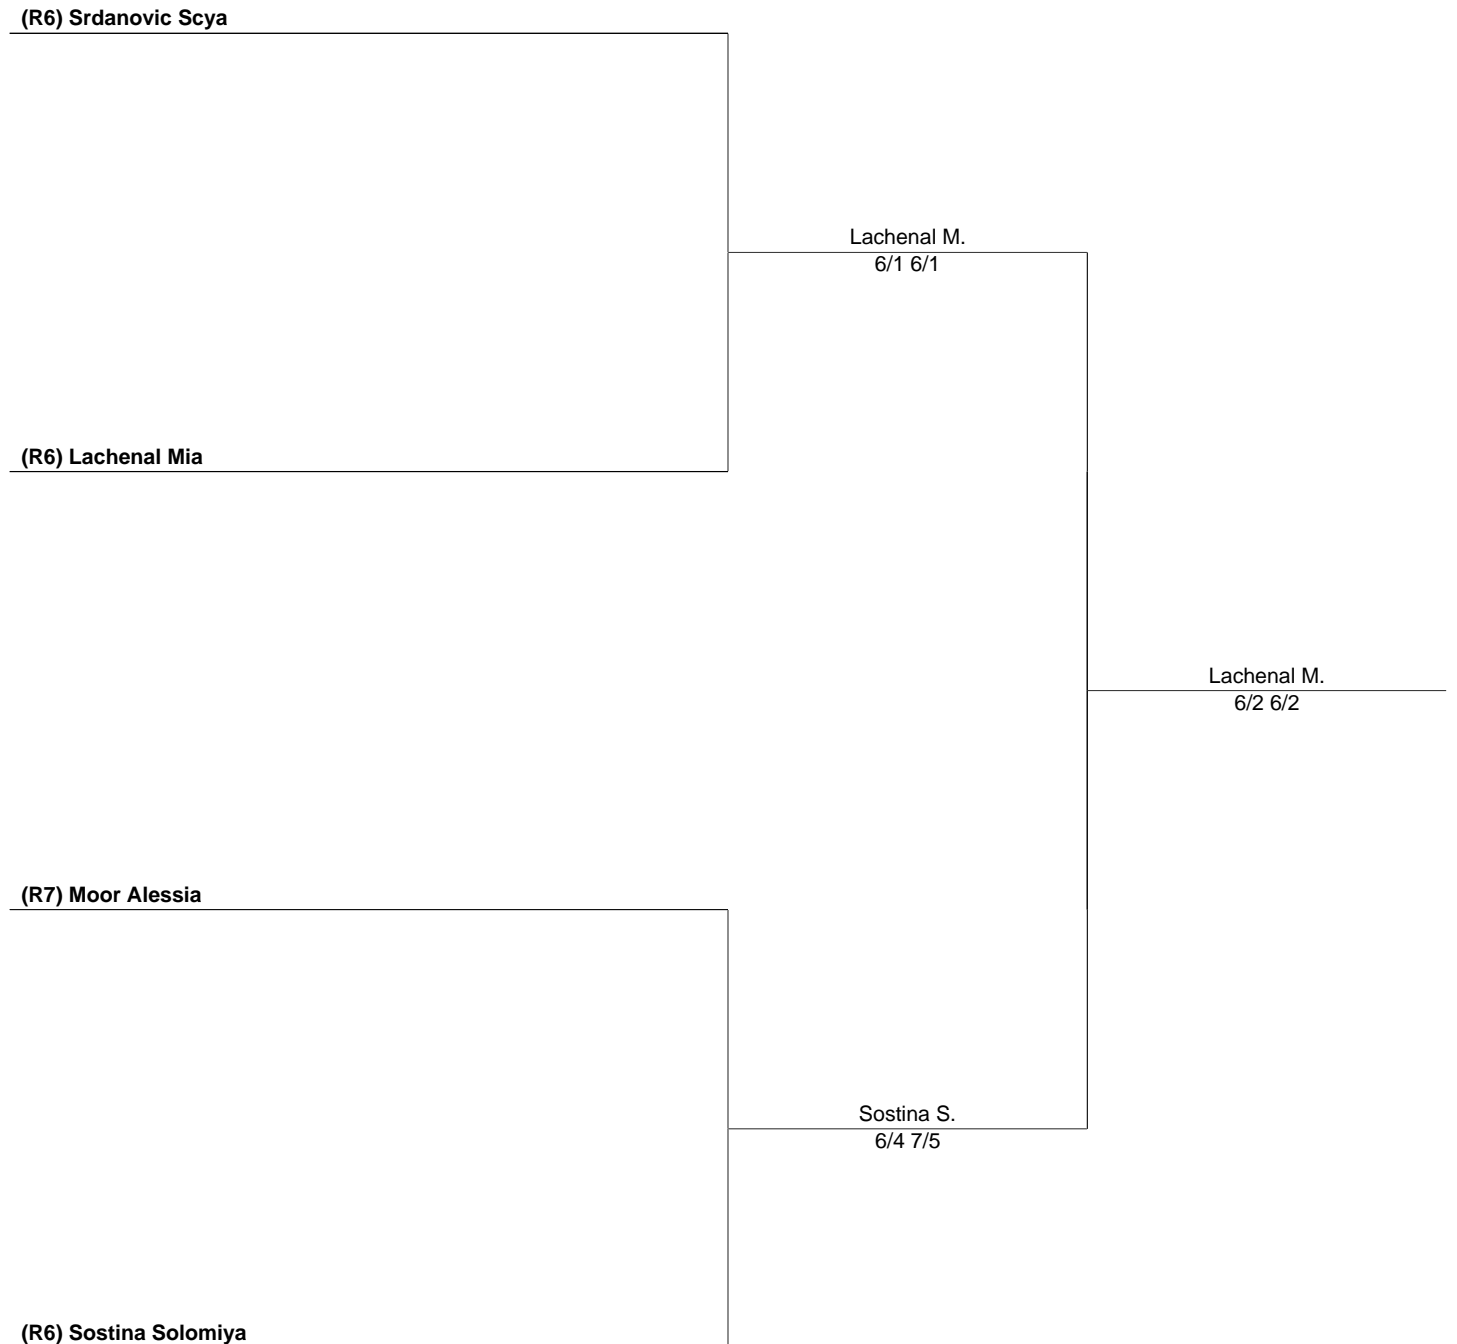 (R6) Srdanovic Scya
Lachenal M.
6/1 6/1
(R6) Lachenal Mia
Lachenal M.
6/2 6/2
(R7) Moor Alessia
Sostina S.
6/4 7/5
(R6) Sostina Solomiya